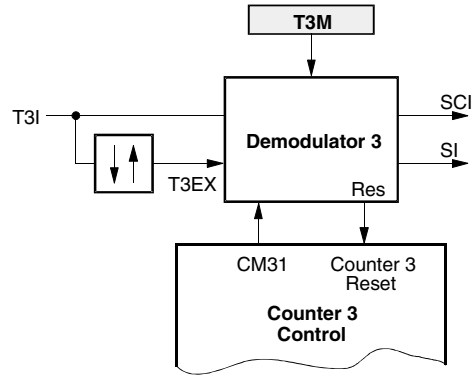 T3M
SCI
T3I
Demodulator 3
SI
T3EX
Res
CM31
Counter 3
Reset
Counter 3
Control